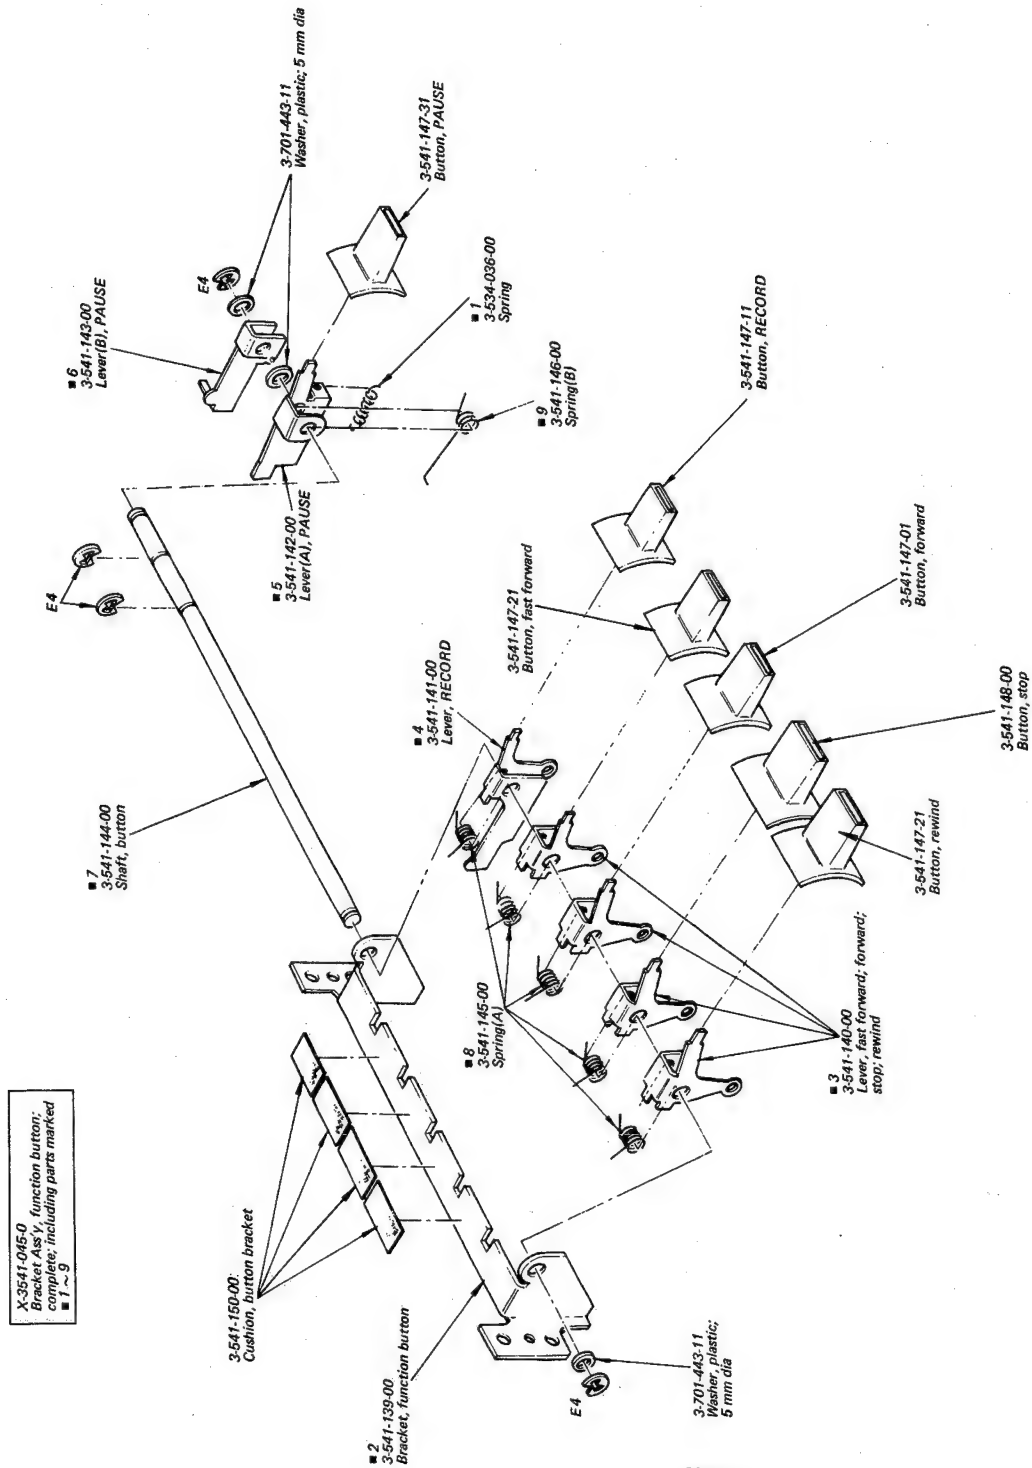 X-3541-045-0
Bracket Ass'y, function button;
complete; including parts marked
■ 1 ~ 9
3-541-150-00
Cushion, button bracket
■ 2
3-541-139-00
Bracket, function button
E4
3-701-443-11
Washer, plastic;
5 mm dia
■ 7
3-541-144-00
Shaft, button
E4
■ 8
3-541-145-00
Spring(A)
■ 3
3-541-140-00
Lever, fast forward; forward;
stop; rewind
■ 4
3-541-141-00
Lever, RECORD
■ 5
3-541-142-00
Lever(A), PAUSE
■ 6
3-541-143-00
Lever(B), PAUSE
E4
3-701-443-11
Washer, plastic; 5 mm dia
3-541-147-31
Button, PAUSE
■ 1
3-534-036-00
Spring
■ 9
3-541-146-00
Spring(B)
3-541-147-11
Button, RECORD
3-541-147-21
Button, fast forward
3-541-147-01
Button, forward
3-541-148-00
Button, stop
3-541-147-21
Button, rewind